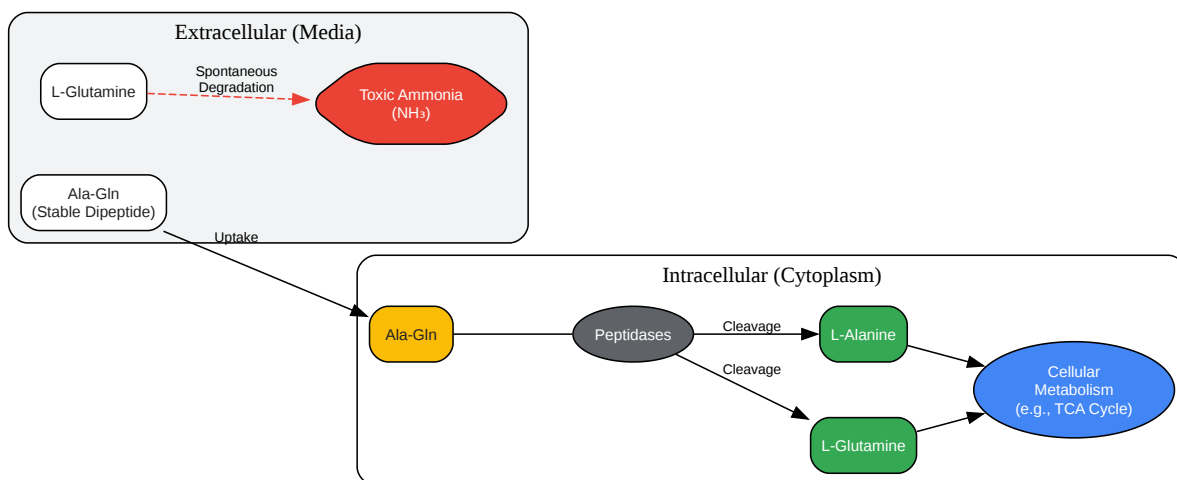 Extracellular (Media)
L-Glutamine
Spontaneous
Degradation
Toxic Ammonia
(NH₃)
Ala-Gln
(Stable Dipeptide)
Uptake
Intracellular (Cytoplasm)
Ala-Gln
Peptidases
Cleavage
L-Alanine
Cleavage
L-Glutamine
Cellular
Metabolism
(e.g., TCA Cycle)